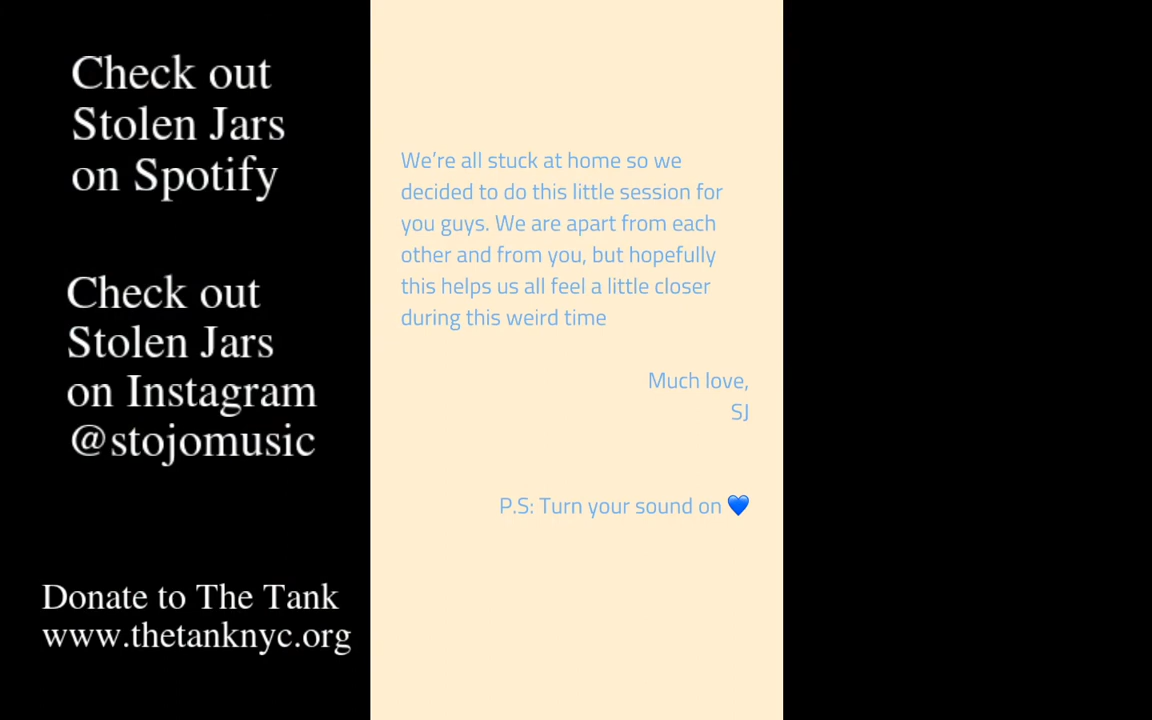 Check out
Stolen Jars
on Spotify
Check out
Stolen Jars
on Instagram
@stojomusic
Donate to The Tank
www.thetanknyc.org
We’re all stuck at home so we
decided to do this little session for
you guys. We are apart from each
other and from you, but hopefully
this helps us all feel a little closer
during this weird time
Much love,
SJ
P.S: Turn your sound on 💙